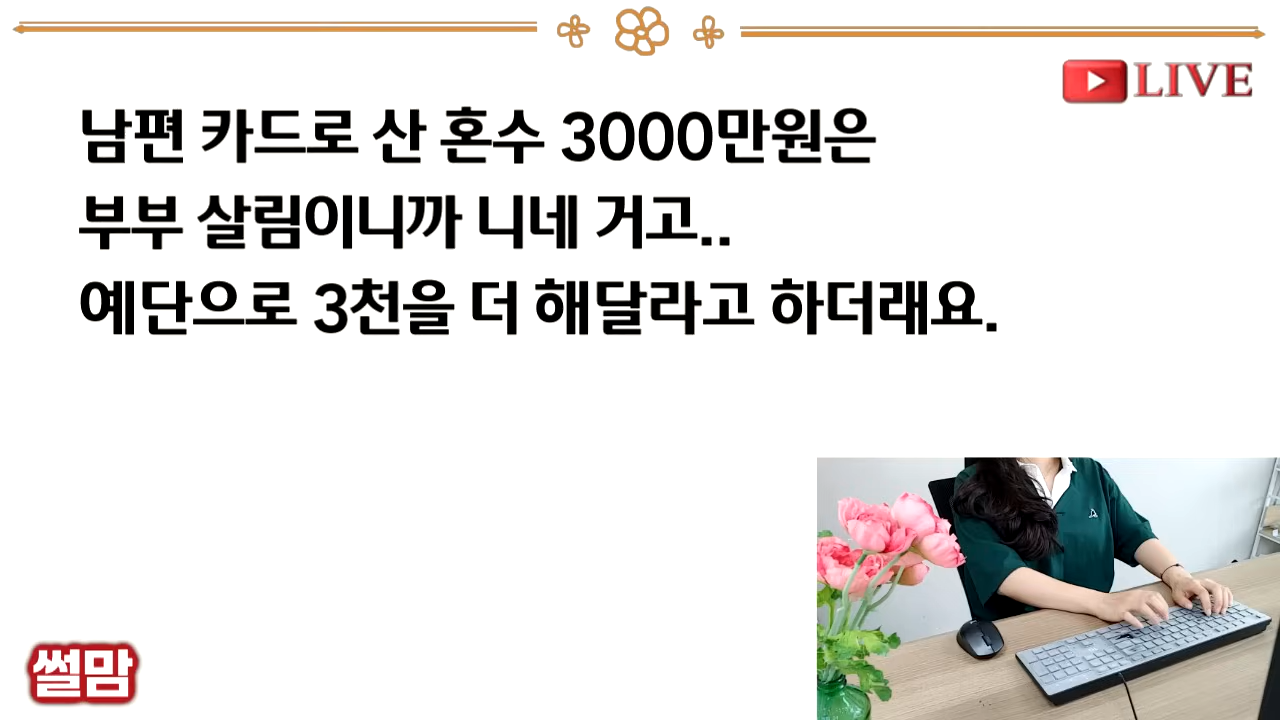 LIVE
남편 카드로 산 혼수 3000만원은
부부 살림이니까 니네 거고..
예단으로 3천을 더 해달라고 하더래요.
썰맘